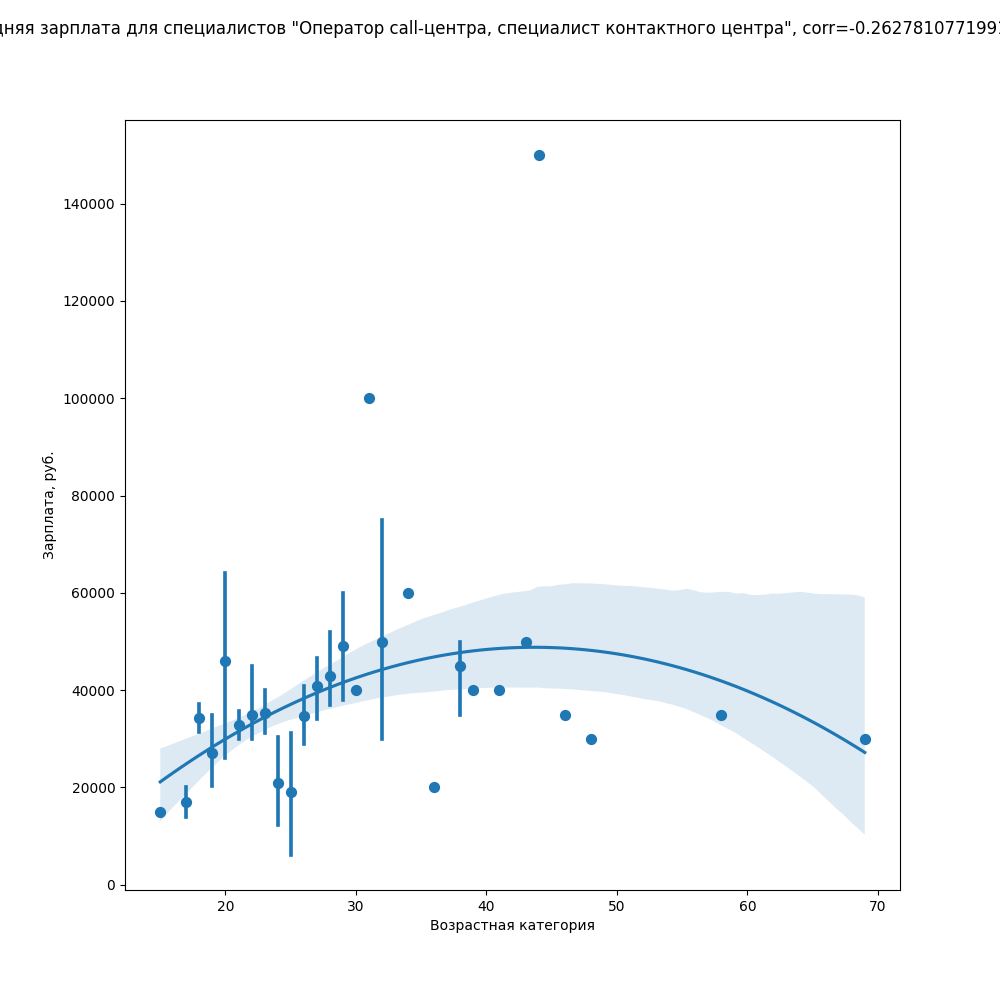 зарплата для специалистов "Оператор call-центра, специалист контактного центра", corr=-0.262781077199
140000
120000
100000
80000
60000
40000
20000
0
Зарплата, руб.
20 30 40 50 60 70
Возрастная категория